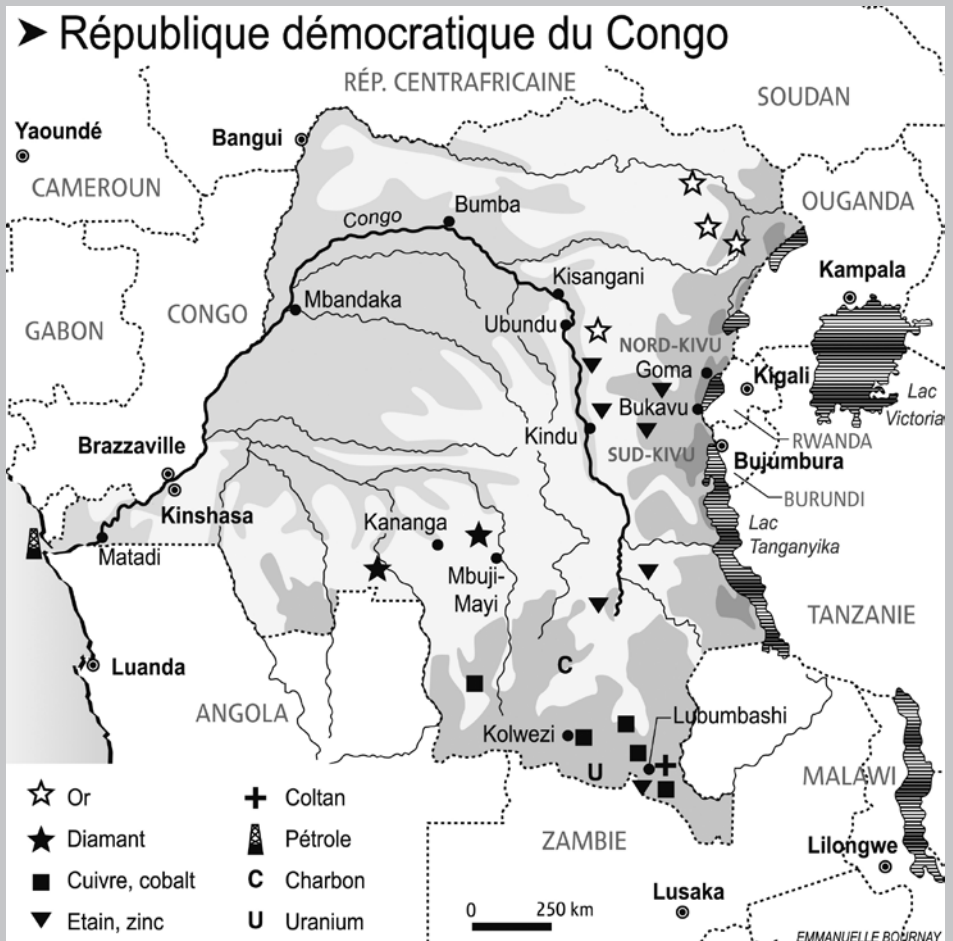 ➤ République démocratique du Congo
RÉP. CENTRAFRICAINE
SOUDAN
Yaoundé
Bangui
CAMEROUN
OUGANDA
Bumba
Congo
Kampala
Kisangani
Mbandaka
CONGO
GABON
Ubundu
NORD-KIVU
Goma
Kigali
Lac
Victoria
Bukavu
Kindu
RWANDA
Brazzaville
SUD-KIVU
Bujumbura
BURUNDI
Kinshasa
Kananga
Lac
Tanganyika
Matadi
Mbuji-
Mayi
TANZANIE
C
Luanda
ANGOLA
Lubumbashi
Kolwezi
U
MALAWI
Or
Coltan
Diamant
Pétrole
ZAMBIE
Lilongwe
Cuivre, cobalt
C Charbon
Lusaka
0 250 km
Etain, zinc
U Uranium
EMMANUELLE BOURNAY